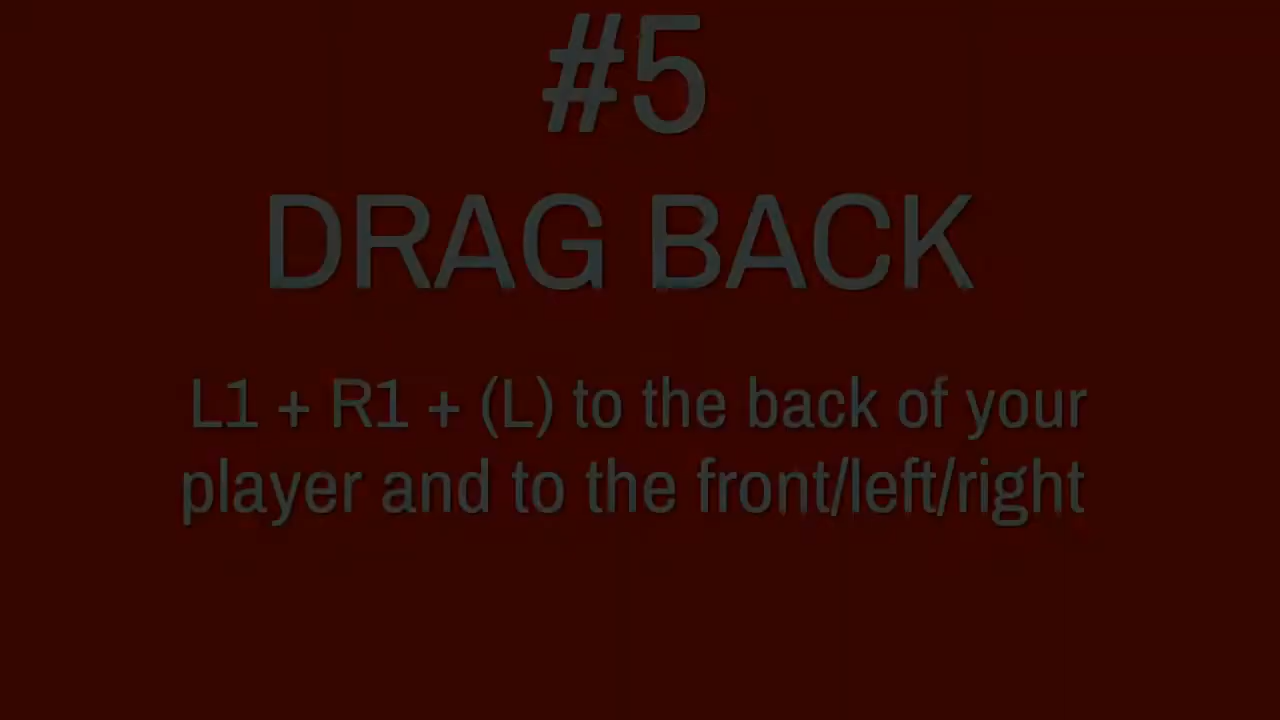 #5
DRAG BACK
L1 + R1 + (L) to the back of your
player and to the front/left/right